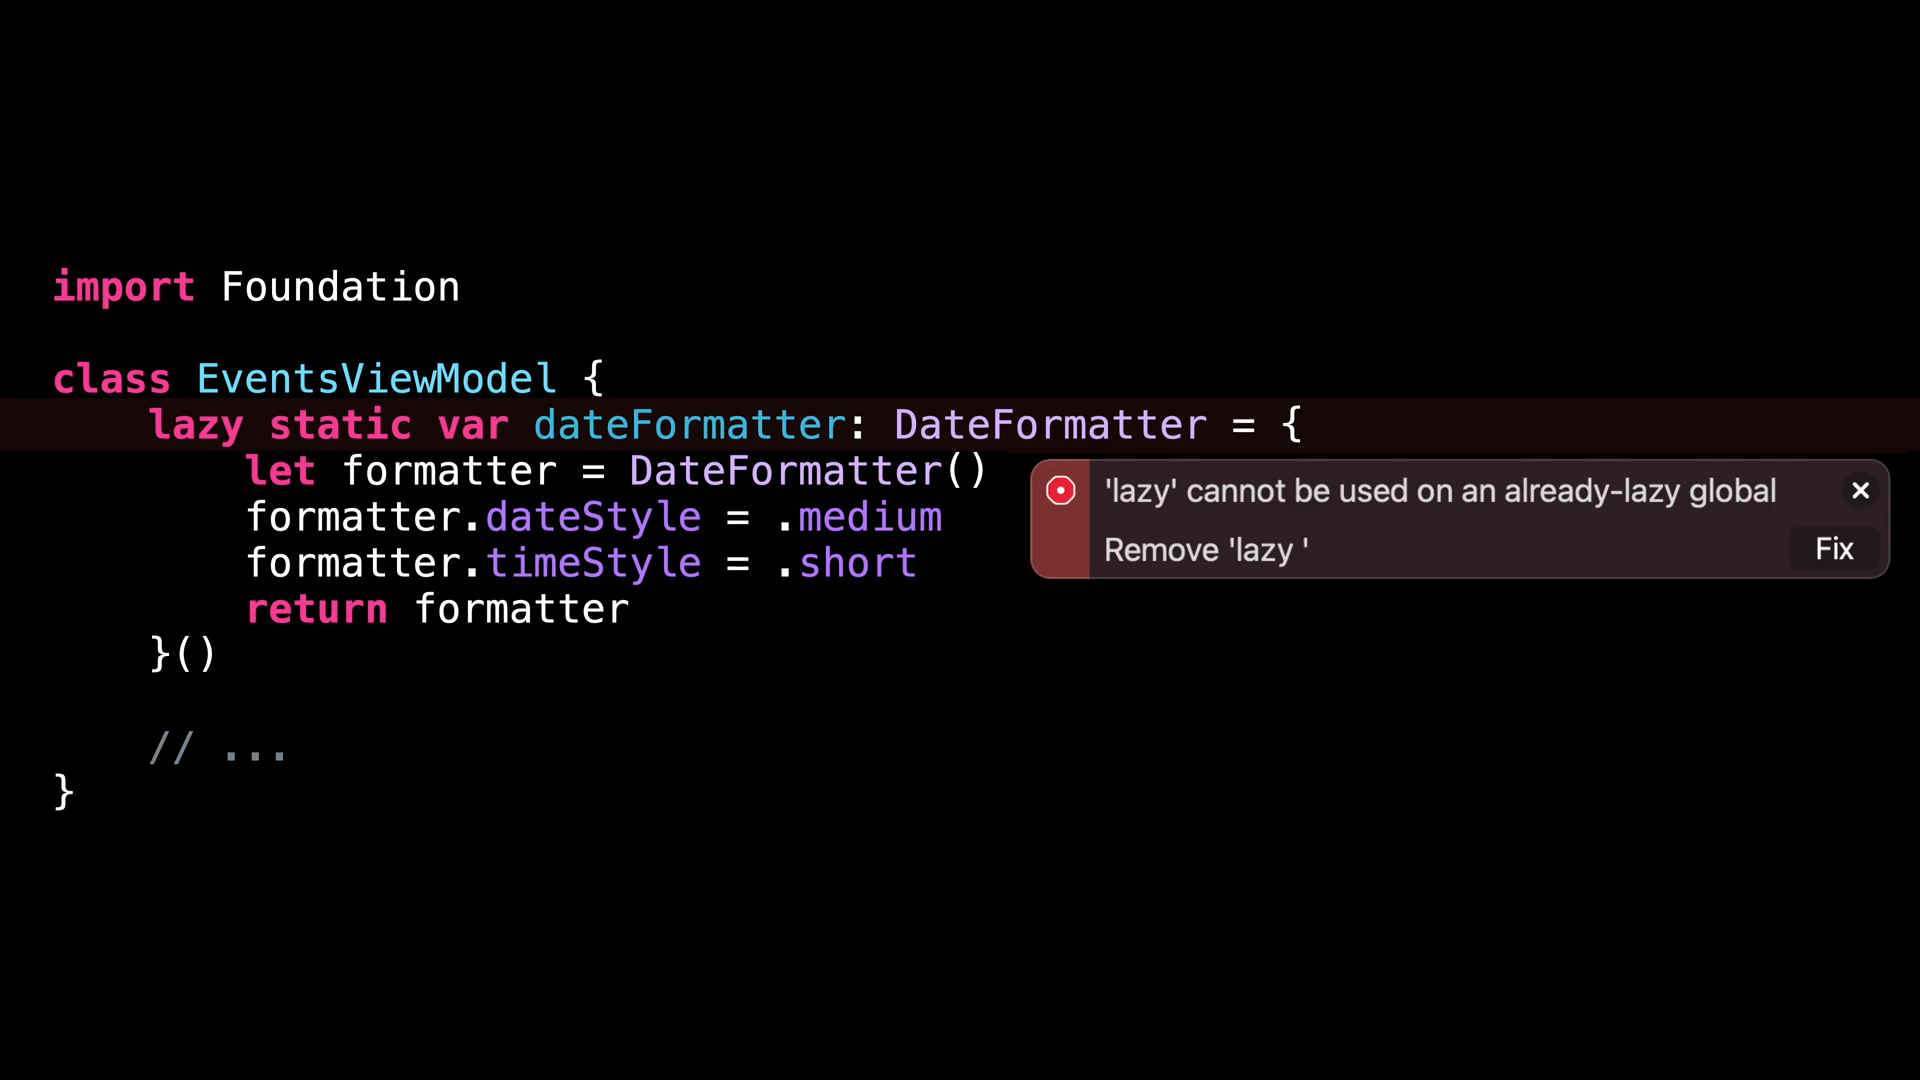 import Foundation
class EventsViewModel {
lazy static var dateFormatter: DateFormatter = {
let formatter = DateFormatter()
'lazy' cannot be used on an already-lazy global
formatter.dateStyle = .medium
formatter.timeStyle = .short
Remove 'lazy '
Fix
return formatter
}()
// ...
}